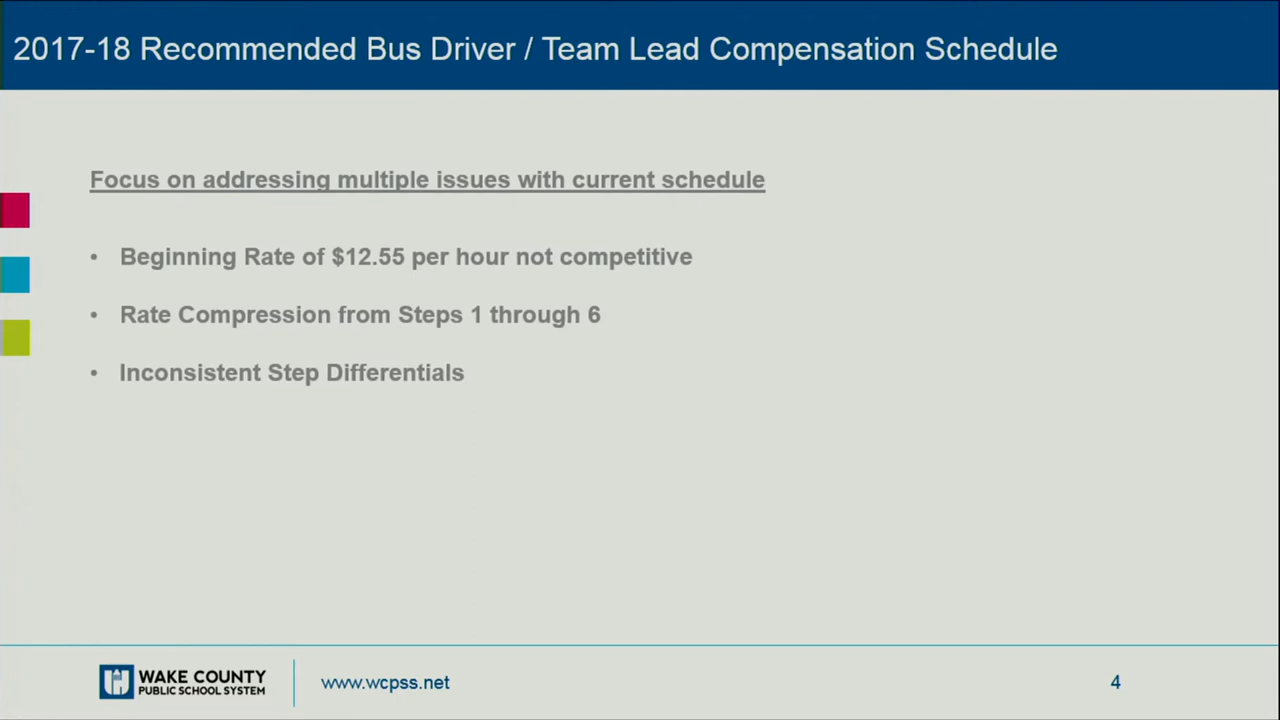 2017-18 Recommended Bus Driver / Team Lead Compensation Schedule
Focus on addressing multiple issues with current schedule
• Beginning Rate of $12.55 per hour not competitive
• Rate Compression from Steps 1 through 6
• Inconsistent Step Differentials
WAKE COUNTY
PUBLIC SCHOOL SYSTEM
www.wcpss.net
4